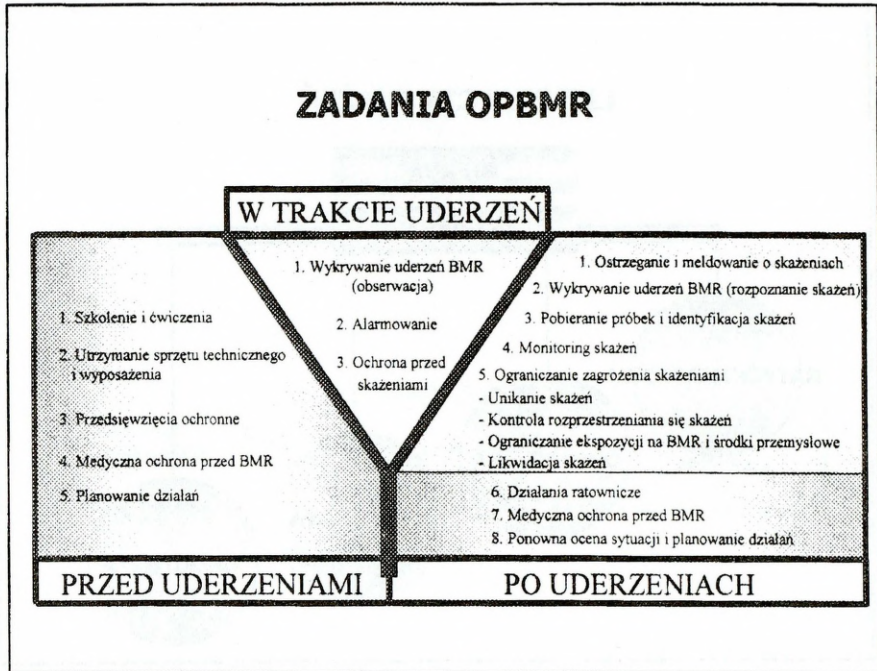 ZADANIA OPBMR
W TRAKCIE UDERZEŃ
1. Szkolenie i ćwiczenia
2. Utrzymanie sprzętu technicznego
i wyposażenia
3. Przedsięwzięcia ochronne
4. Medyczna ochrona przed BMR
5. Planowanie działań
1. Wykrywanie uderzeń BMR
(obserwacja)
2. Alarmowanie
3. Ochrona przed
skażeniami
1. Ostrzeganie i meldowanie o skażeniach
2. Wykrywanie uderzeń BMR (rozpoznanie skażeń)
3. Pobieranie próbek i identyfikacja skażeń
4. Monitoring skażeń
5. Ograniczanie zagrożenia skażeniami
- Unikanie skażeń
- Kontrola rozprzestrzeniania się skażeń
- Ograniczanie ekspozycji na BMR i środki przemysłowe
- Likwidacja skażeń
6. Działania ratownicze
7. Medyczna ochrona przed BMR
8. Ponowna ocena sytuacji i planowanie działań
PRZED UDERZENIAMI
PO UDERZENIACH